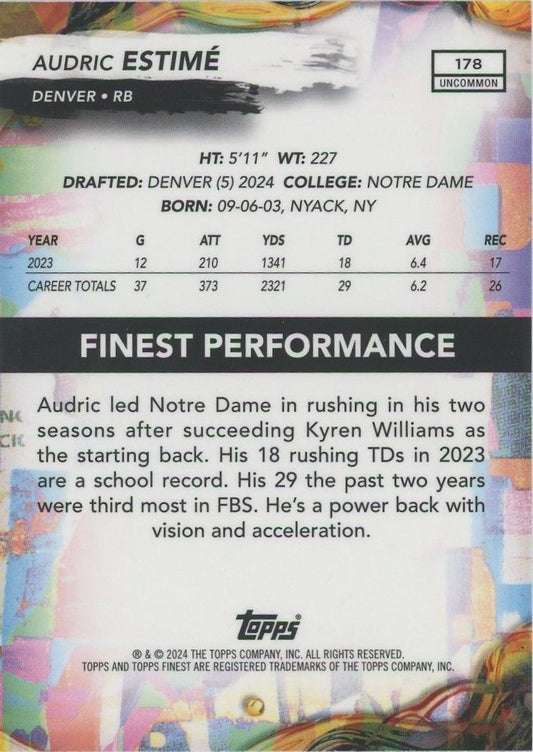 AUDRIC ESTIMÉ
178
UNCOMMON
DENVER • RB
HT: 5'11" WT: 227
DRAFTED: DENVER (5) 2024 COLLEGE: NOTRE DAME
BORN: 09-06-03, NYACK, NY
YEAR G ATT YDS TD AVG REC
2023 12 210 1341 18 6.4 17
CAREER TOTALS 37 373 2321 29 6.2 26
FINEST PERFORMANCE
Audric led Notre Dame in rushing in his two
seasons after succeeding Kyren Williams as
the starting back. His 18 rushing TDs in 2023
are a school record. His 29 the past two years
were third most in FBS. He's a power back with
vision and acceleration.
Topps®
® & © 2024 THE TOPPS COMPANY, INC. ALL RIGHTS RESERVED.
TOPPS AND TOPPS FINEST ARE REGISTERED TRADEMARKS OF THE TOPPS COMPANY, INC.